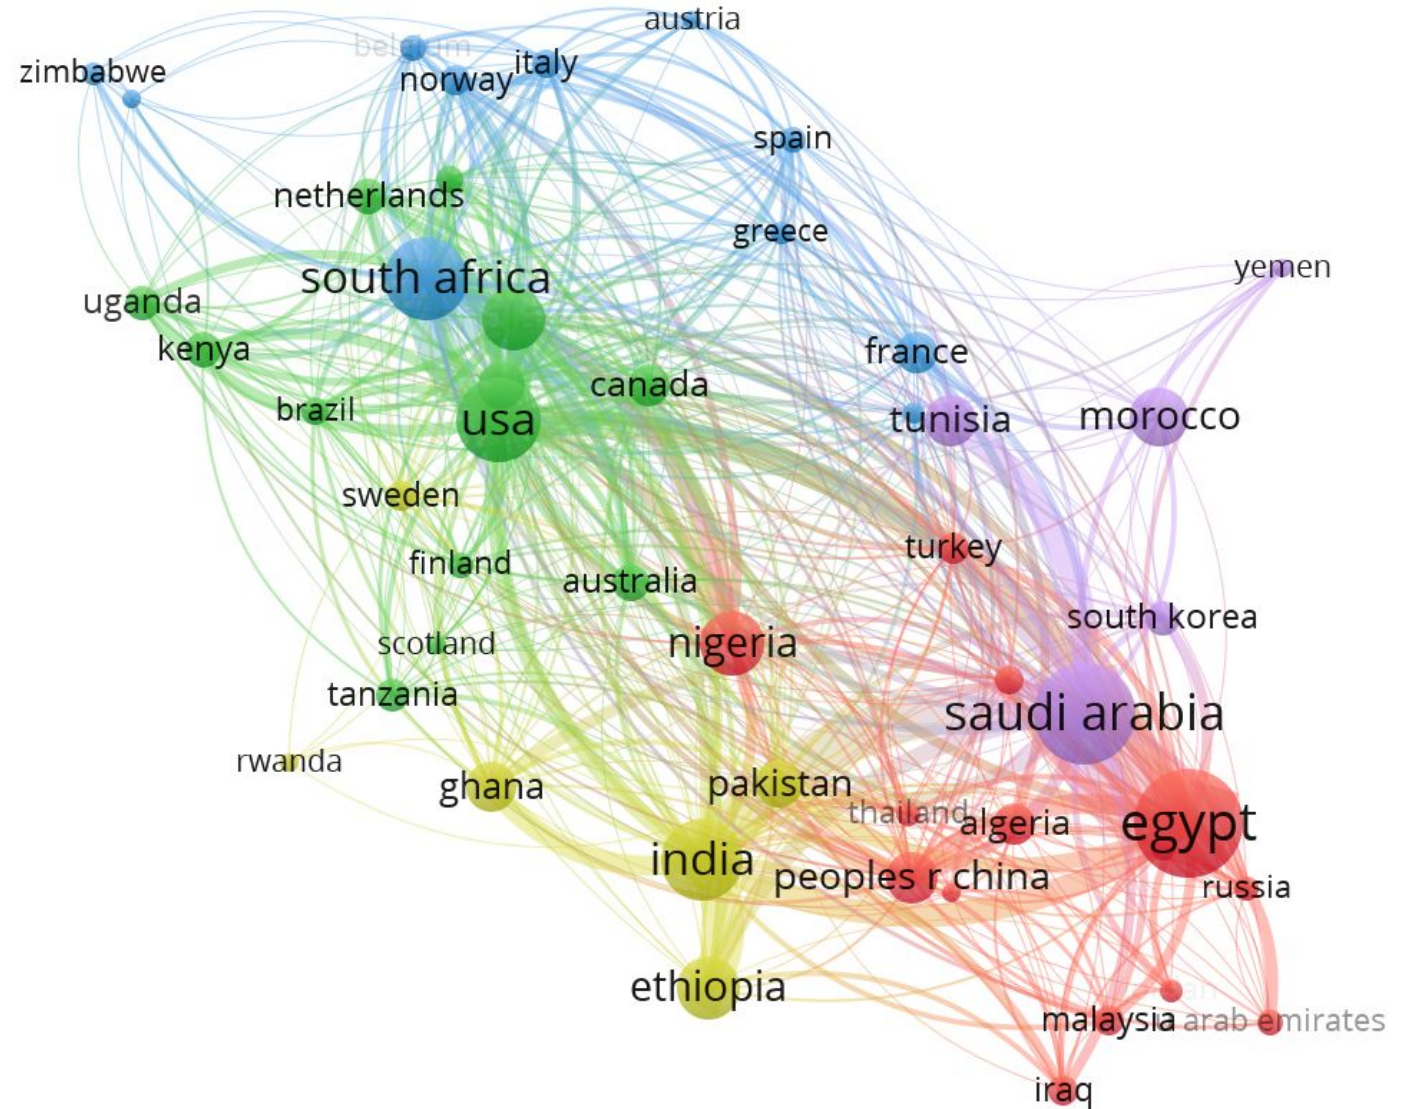 austria
belgium
italy
zimbabwe
norway
spain
netherlands
greece
south africa
yemen
uganda
kenya
france
canada
brazil
usa
tunisia
morocco
sweden
turkey
finland
australia
south korea
nigeria
scotland
tanzania
saudi arabia
rwanda
ghana
pakistan
thailand
algeria
egypt
india
peoples r china
russia
ethiopia
malaysia
u arab emirates
iraq